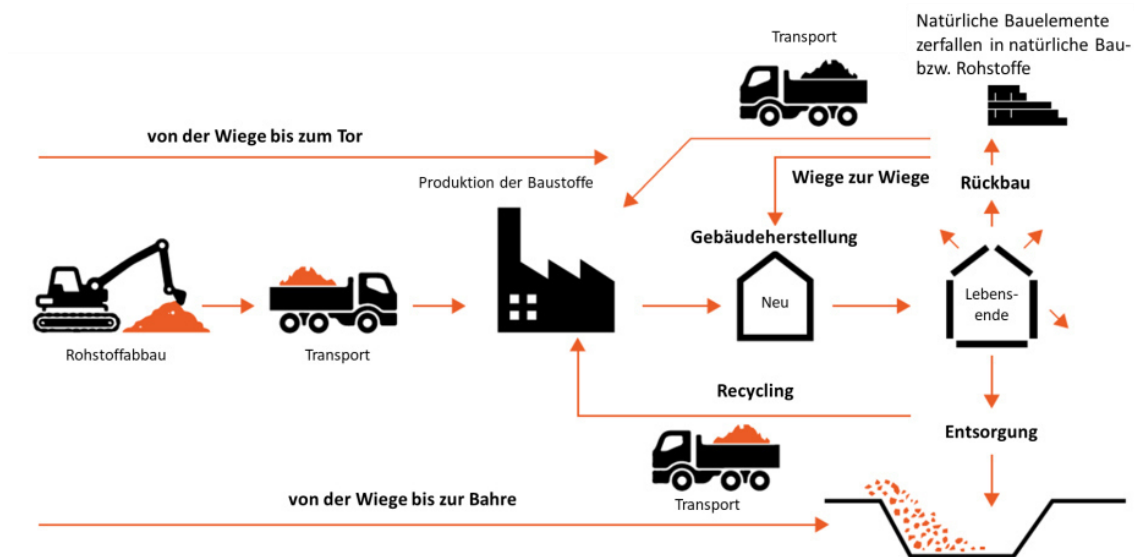 Natürliche Bauelemente
zerfallen in natürliche Bau-
bzw. Rohstoffe
Transport
von der Wiege bis zum Tor
Produktion der Baustoffe
Wiege zur Wiege
Rückbau
Gebäudeherstellung
Neu
Lebens-
ende
Rohstoffabbau
Transport
Recycling
Entsorgung
von der Wiege bis zur Bahre
Transport